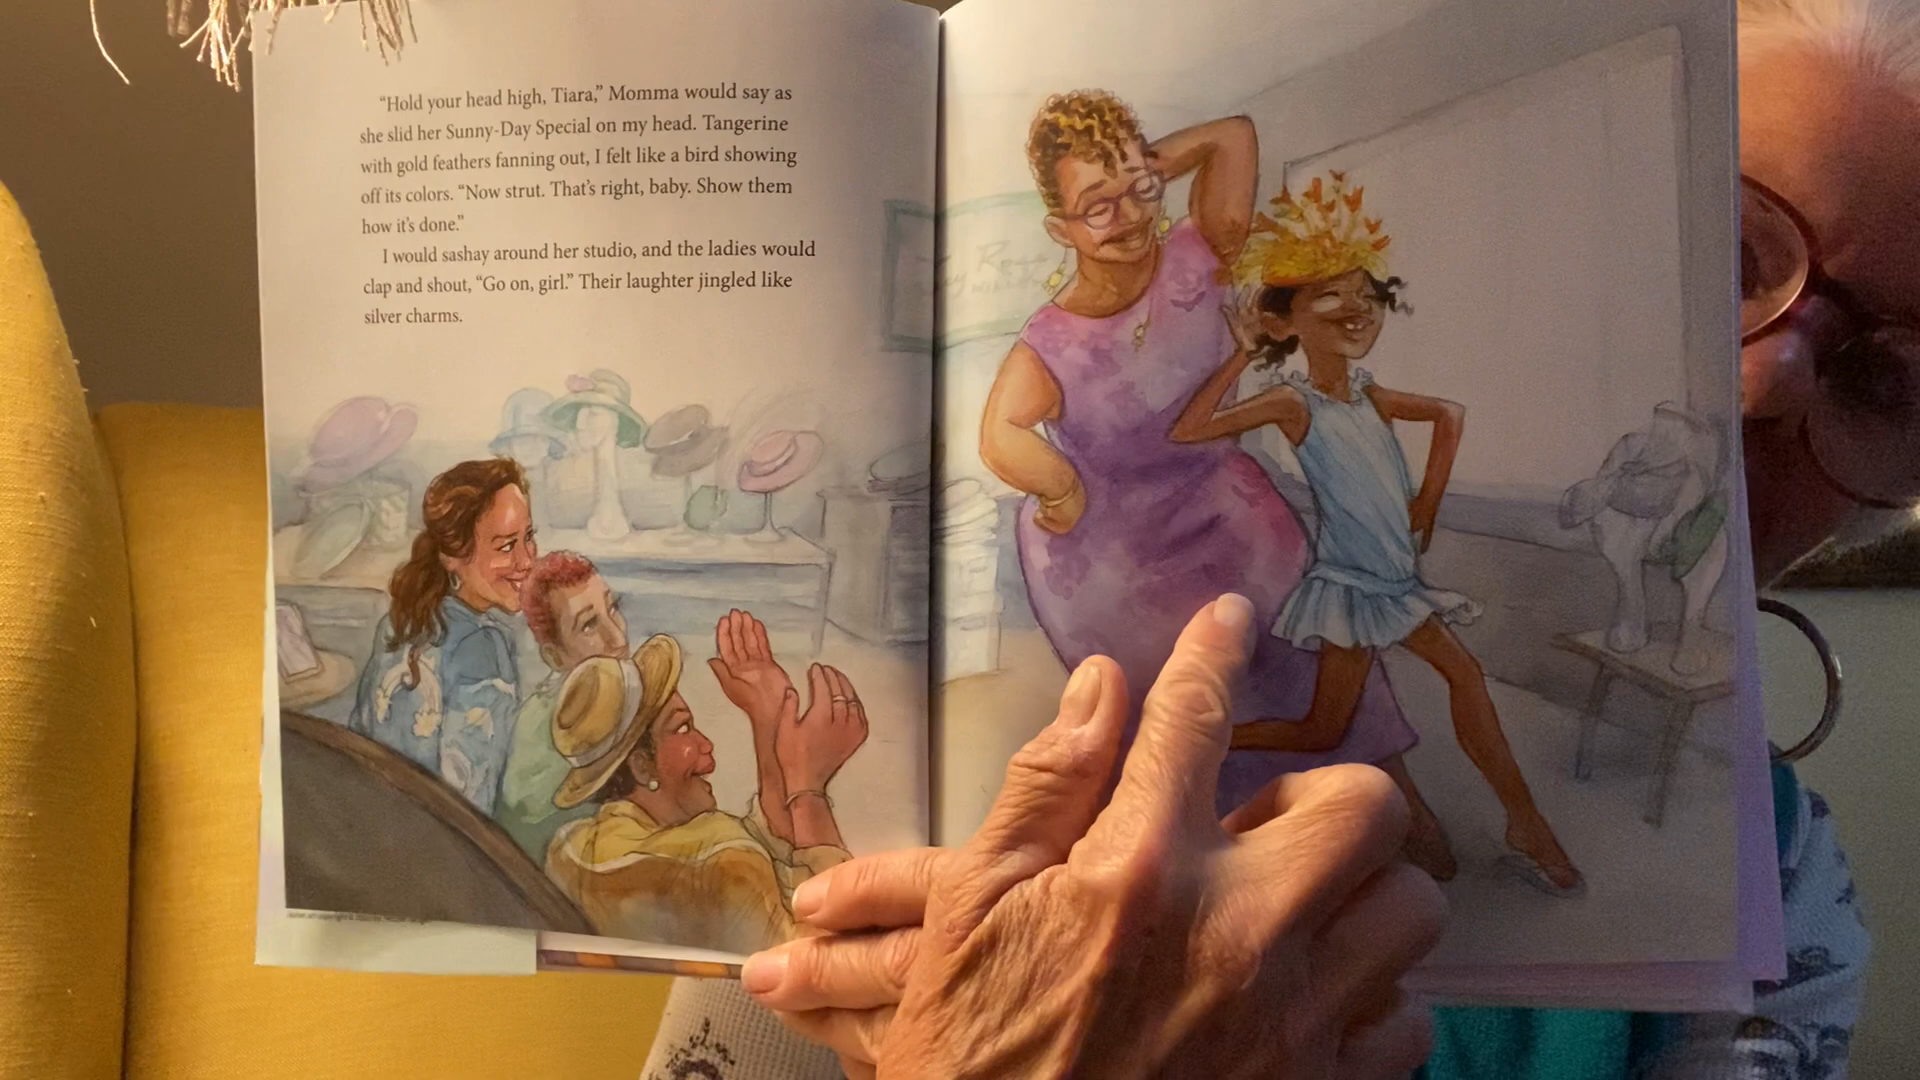 “Hold your head high, Tiara,” Momma would say as
she slid her Sunny-Day Special on my head. Tangerine
with gold feathers fanning out, I felt like a bird showing
off its colors. “Now strut. That’s right, baby. Show them
how it’s done.”
I would sashay around her studio, and the ladies would
clap and shout, “Go on, girl.” Their laughter jingled like
silver charms.